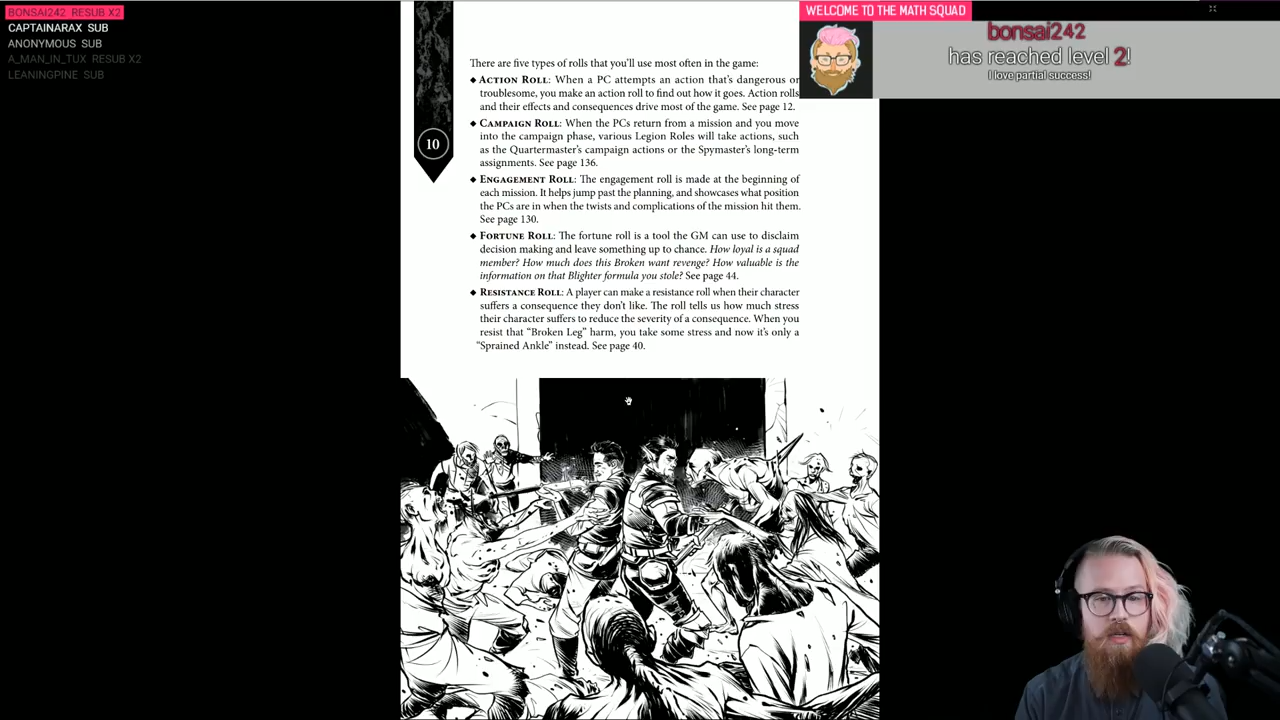 BONSAI242 RESUB X2
CAPTAINARAX SUB
ANONYMOUS SUB
A_MAN_IN_TUX RESUB X2
LEANINGPINE SUB
WELCOME TO THE MATH SQUAD
bonsai242
has reached level 2!
I love partial success!
10
There are five types of rolls that you'll use most often in the game:
◆ ACTION ROLL: When a PC attempts an action that's dangerous or
troublesome, you make an action roll to find out how it goes. Action rolls
and their effects and consequences drive most of the game. See page 12.
◆ CAMPAIGN ROLL: When the PCs return from a mission and you move
into the campaign phase, various Legion Roles will take actions, such
as the Quartermaster's campaign actions or the Spymaster's long-term
assignments. See page 136.
◆ ENGAGEMENT ROLL: The engagement roll is made at the beginning of
each mission. It helps jump past the planning, and showcases what position
the PCs are in when the twists and complications of the mission hit them.
See page 130.
◆ FORTUNE ROLL: The fortune roll is a tool the GM can use to disclaim
decision making and leave something up to chance. How loyal is a squad
member? How much does this Broken want revenge? How valuable is the
information on that Blighter formula you stole? See page 44.
◆ RESISTANCE ROLL: A player can make a resistance roll when their character
suffers a consequence they don't like. The roll tells us how much stress
their character suffers to reduce the severity of a consequence. When you
resist that "Broken Leg" harm, you take some stress and now it's only a
"Sprained Ankle" instead. See page 40.